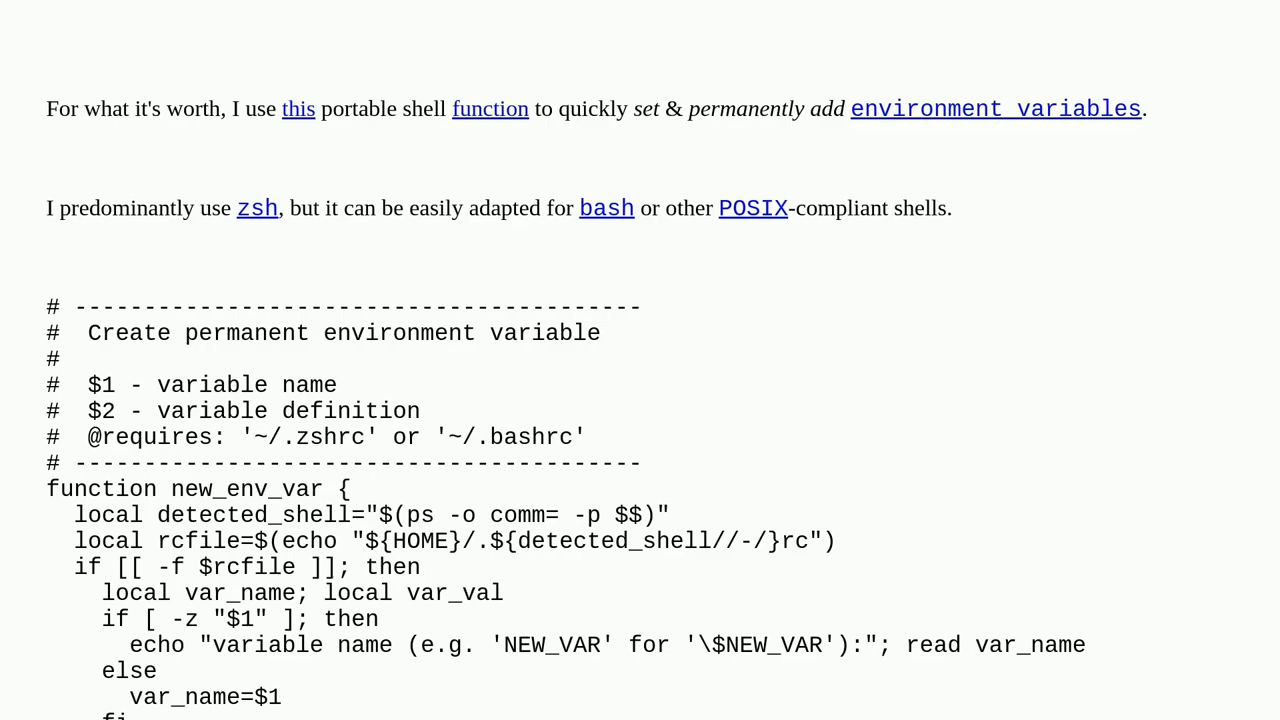 For what it's worth, I use this portable shell function to quickly set & permanently add environment variables.
I predominantly use zsh, but it can be easily adapted for bash or other POSIX-compliant shells.
# -----------------------------------------
#  Create permanent environment variable
#
#  $1 - variable name
#  $2 - variable definition
#  @requires: '~/.zshrc' or '~/.bashrc'
# -----------------------------------------
function new_env_var {
  local detected_shell="$(ps -o comm= -p $$)"
  local rcfile=$(echo "${HOME}/.${detected_shell//-/}rc")
  if [[ -f $rcfile ]]; then
    local var_name; local var_val
    if [ -z "$1" ]; then
      echo "variable name (e.g. 'NEW_VAR' for '\$NEW_VAR'):"; read var_name
    else
      var_name=$1
    fi